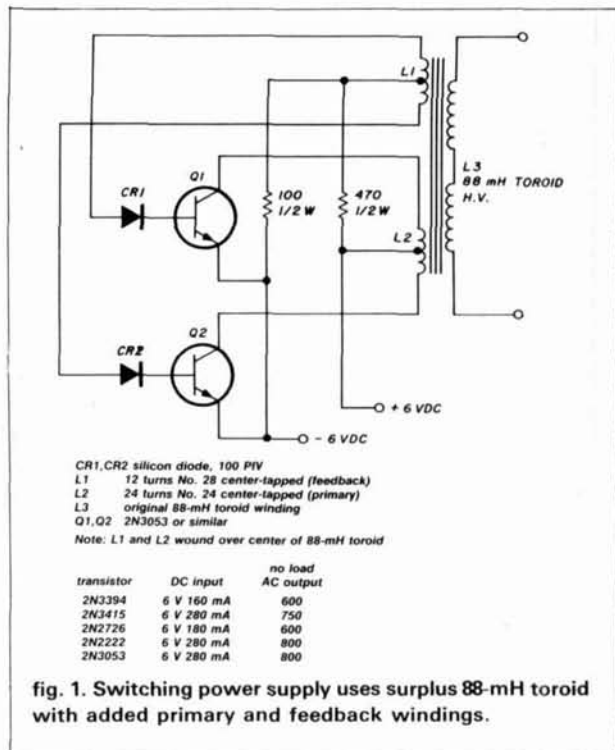 L1
Q1
CR1
100
1/2 W
470
1/2 W
L2
L3
88 mH TOROID
H.V.
Q2
CR2
+ 6 VDC
- 6 VDC
CR1,CR2 silicon diode, 100 PIV
L1 12 turns No. 28 center-tapped (feedback)
L2 24 turns No. 24 center-tapped (primary)
L3 original 88-mH toroid winding
Q1,Q2 2N3053 or similar
Note: L1 and L2 wound over center of 88-mH toroid
no load
transistor DC input AC output
2N3394 6 V 160 mA 600
2N3415 6 V 280 mA 750
2N2726 6 V 180 mA 600
2N2222 6 V 280 mA 800
2N3053 6 V 280 mA 800
fig. 1. Switching power supply uses surplus 88-mH toroid
with added primary and feedback windings.